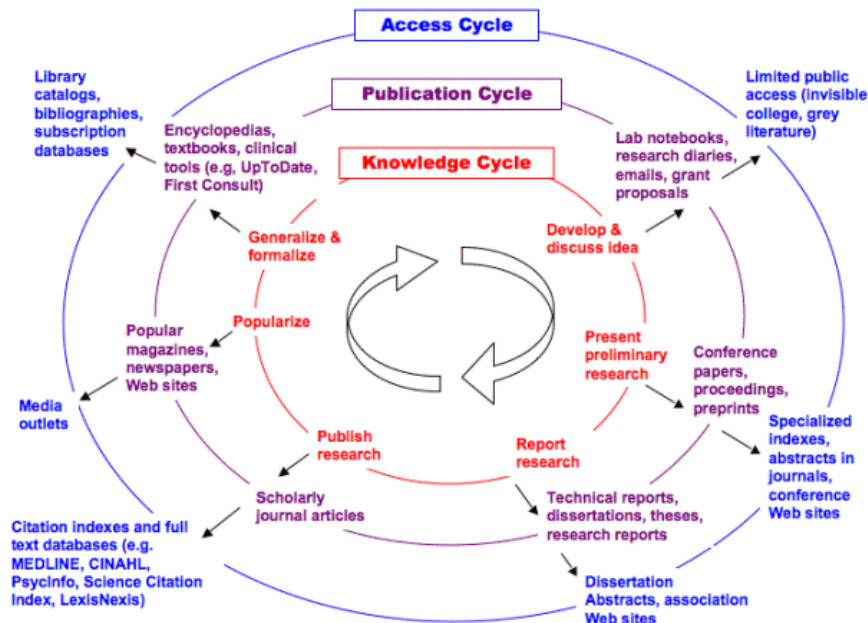 Access Cycle
Publication Cycle
Knowledge Cycle
Library
catalogs,
bibliographies,
subscription
databases
Encyclopedias,
textbooks, clinical
tools (e.g, UpToDate,
First Consult)
Generalize &
formalize
Limited public
access (invisible
college, grey
literature)
Lab notebooks,
research diaries,
emails, grant
proposals
Develop &
discuss idea
Popularize
Popular
magazines,
newspapers,
Web sites
Media
outlets
Present
preliminary
research
Conference
papers,
proceedings,
preprints
Specialized
indexes,
abstracts in
journals,
conference
Web sites
Publish
research
Scholarly
journal articles
Citation indexes and full
text databases (e.g.
MEDLINE, CINAHL,
PsycInfo, Science Citation
Index, LexisNexis)
Report
research
Technical reports,
dissertations, theses,
research reports
Dissertation
Abstracts, association
Web sites